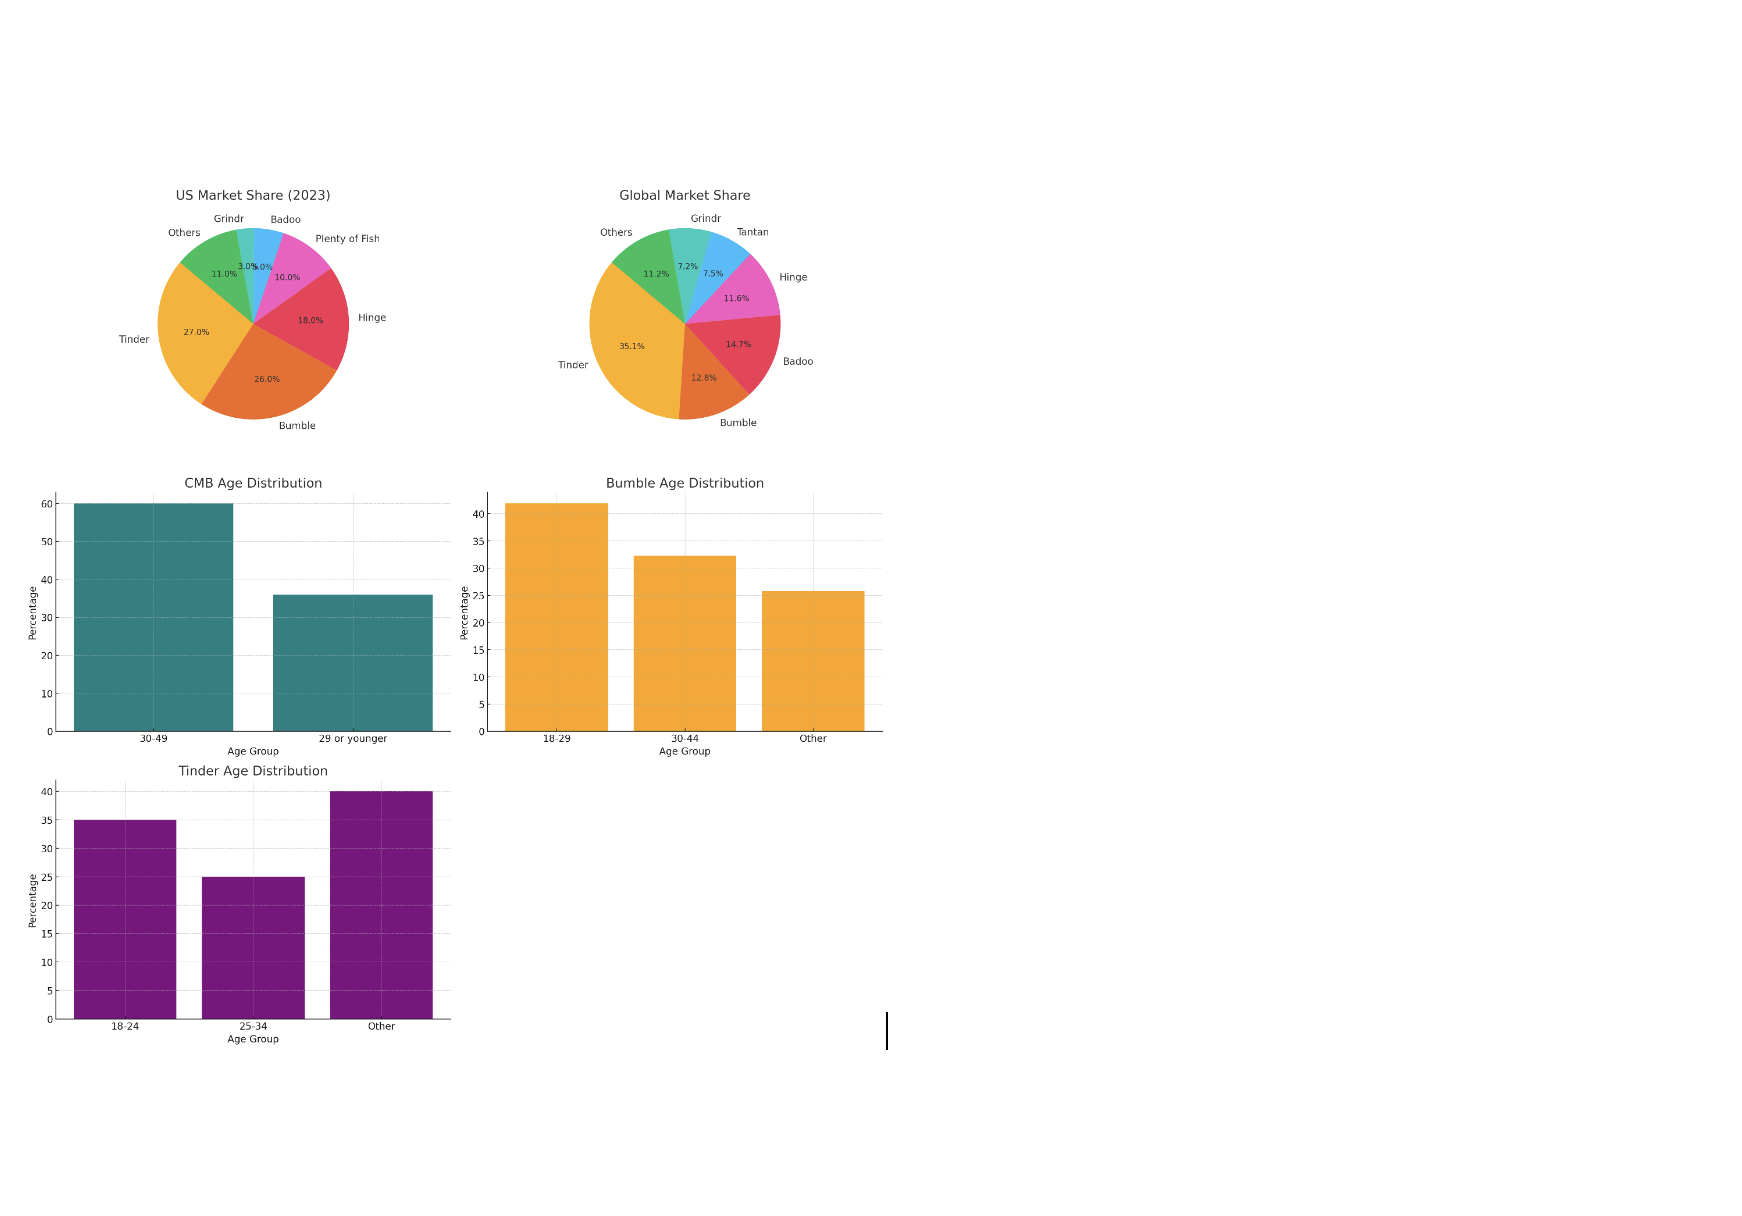 US Market Share (2023)
Grindr
Badoo
Others
Plenty of Fish
3.0%
11.0%
10.0%
Hinge
18.0%
27.0%
Tinder
26.0%
Bumble
Global Market Share
Grindr
Others
Tantan
7.2%
11.2%
7.5%
Hinge
11.6%
35.1%
14.7%
Tinder
Badoo
12.8%
Bumble
CMB Age Distribution
60
50
40
30
20
10
0
Percentage
30-49
29 or younger
Age Group
Bumble Age Distribution
40
35
30
25
20
15
10
5
0
Percentage
18-29
30-44
Other
Age Group
Tinder Age Distribution
40
35
30
25
20
15
10
5
0
Percentage
18-24
25-34
Other
Age Group